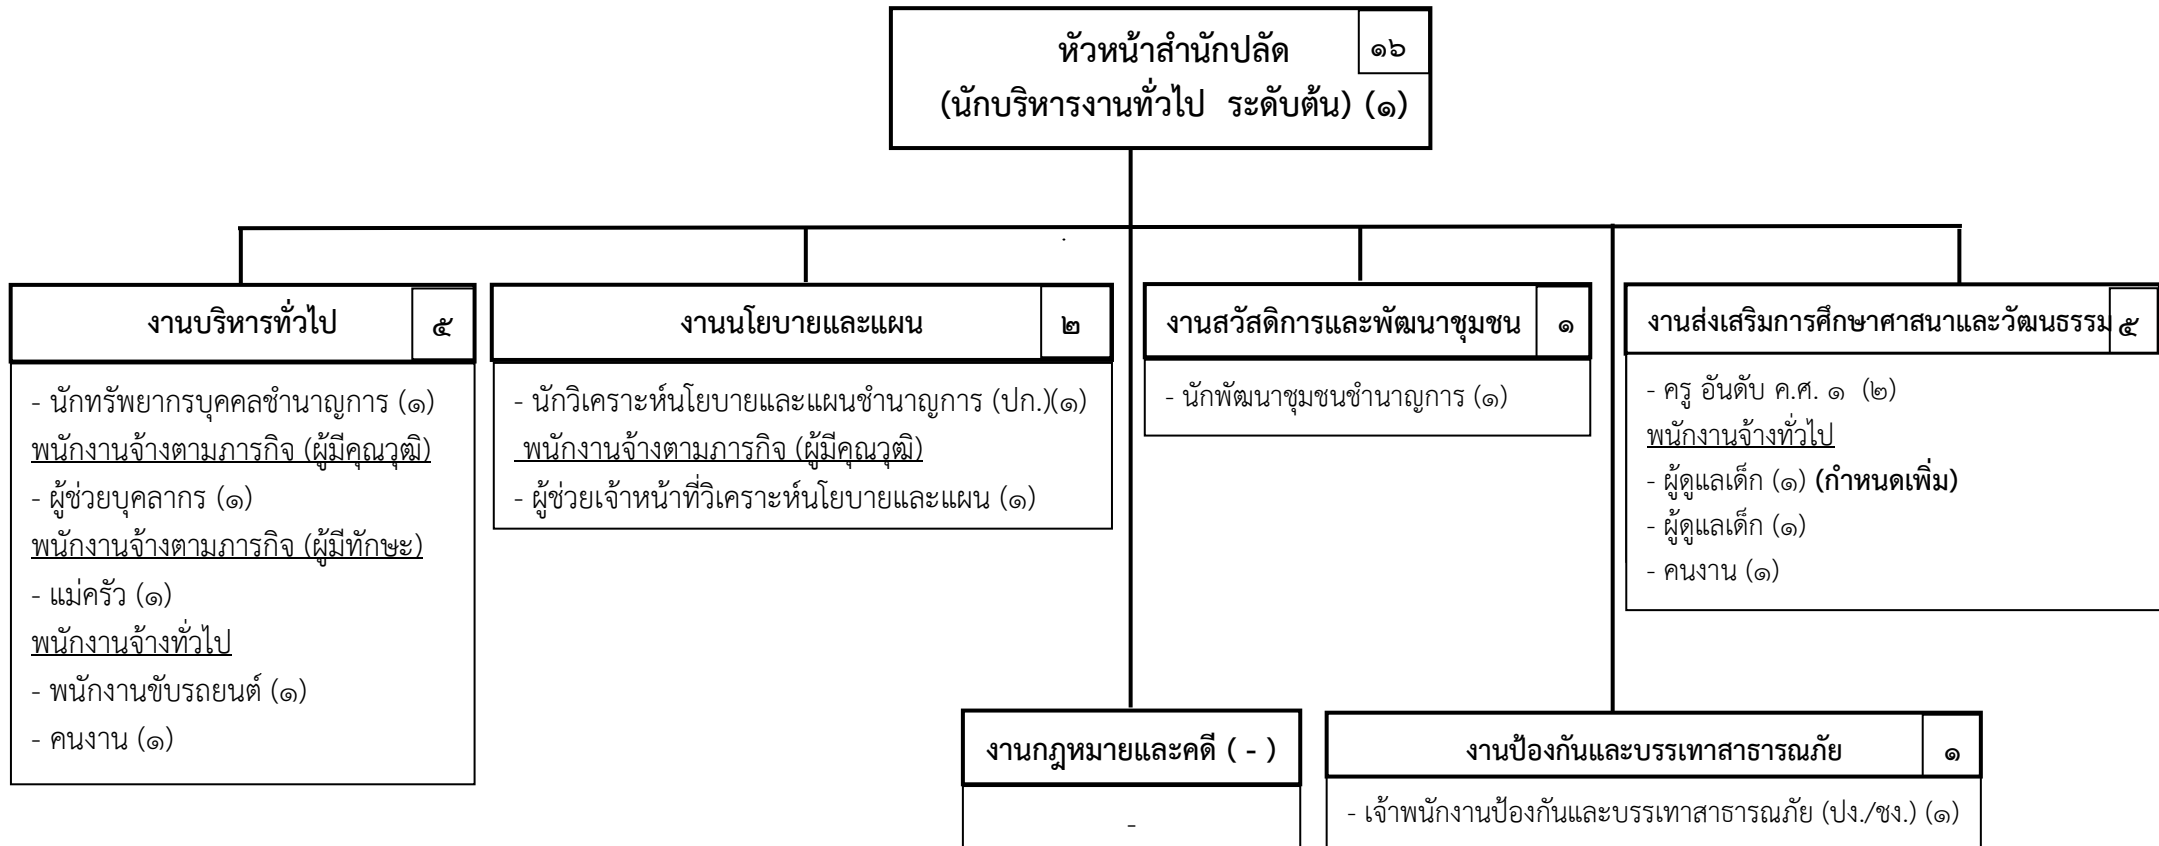 หัวหน้าสำนักปลัด ๑๖
(นักบริหารงานทั่วไป ระดับต้น) (๑)
งานบริหารทั่วไป ๕
- นักทรัพยากรบุคคลชำนาญการ (๑)
พนักงานจ้างตามภารกิจ (ผู้มีคุณวุฒิ)
- ผู้ช่วยบุคลากร (๑)
พนักงานจ้างตามภารกิจ (ผู้มีทักษะ)
- แม่ครัว (๑)
พนักงานจ้างทั่วไป
- พนักงานขับรถยนต์ (๑)
- คนงาน (๑)
งานนโยบายและแผน ๒
- นักวิเคราะห์นโยบายและแผนชำนาญการ (ปก.)(๑)
พนักงานจ้างตามภารกิจ (ผู้มีคุณวุฒิ)
- ผู้ช่วยเจ้าหน้าที่วิเคราะห์นโยบายและแผน (๑)
งานสวัสดิการและพัฒนาชุมชน ๑
- นักพัฒนาชุมชนชำนาญการ (๑)
งานส่งเสริมการศึกษาศาสนาและวัฒนธรรม ๕
- ครู อันดับ ค.ศ. ๑ (๒)
พนักงานจ้างทั่วไป
- ผู้ดูแลเด็ก (๑) (กำหนดเพิ่ม)
- ผู้ดูแลเด็ก (๑)
- คนงาน (๑)
งานกฎหมายและคดี ( - )
-
งานป้องกันและบรรเทาสาธารณภัย ๑
- เจ้าพนักงานป้องกันและบรรเทาสาธารณภัย (ปง./ชง.) (๑)